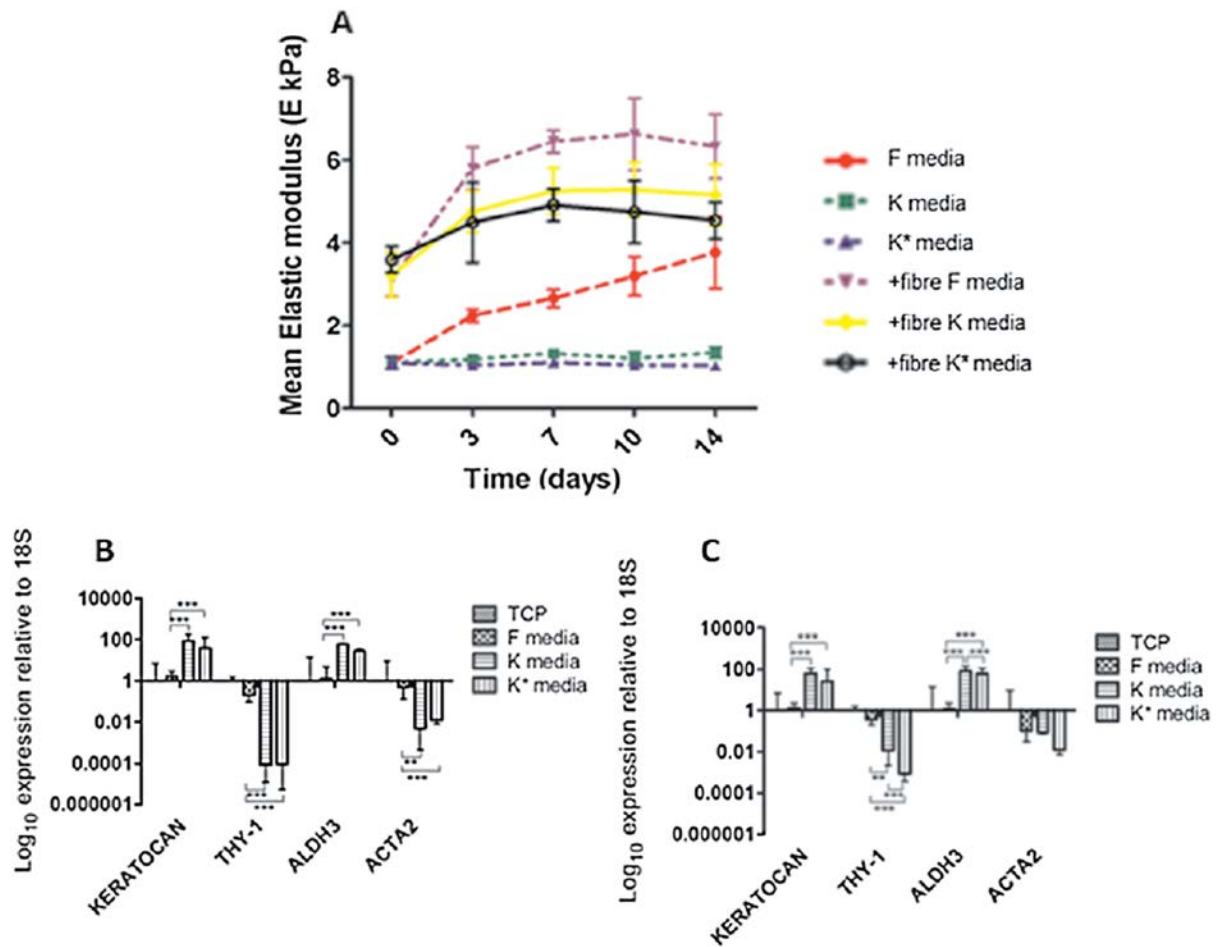 A
Mean Elastic modulus (E kPa)
8
6
4
2
0
0
3
7
10
14
Time (days)
F media
K media
K* media
+fibre F media
+fibre K media
+fibre K* media
B
Log10 expression relative to 18S
10000
100
1
0.01
0.0001
0.000001
***
***
***
***
***
***
**
***
KERATOCAN
THY-1
ALDH3
ACTA2
TCP
F media
K media
K* media
C
Log10 expression relative to 18S
10000
100
1
0.01
0.0001
0.000001
***
***
**
***
***
***
***
***
KERATOCAN
THY-1
ALDH3
ACTA2
TCP
F media
K media
K* media